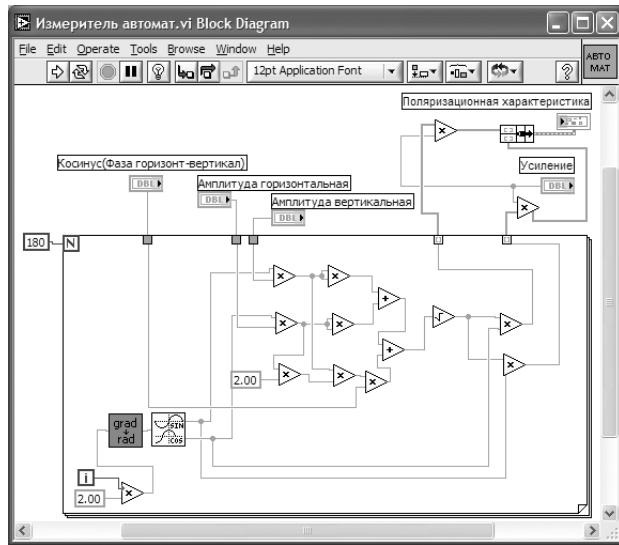 Измеритель автомат.vi Block Diagram
File Edit Operate Tools Browse Window Help
12pt Application Font
АВТО
МАТ
Поляризационная характеристика
Косинус(Фаза горизонт-вертикал)
Усиление
DBL
Амплитуда горизонтальная
DBL
DBL
Амплитуда вертикальная
DBL
180 N
2.00
grad
rad
SIN
COS
i
2.00